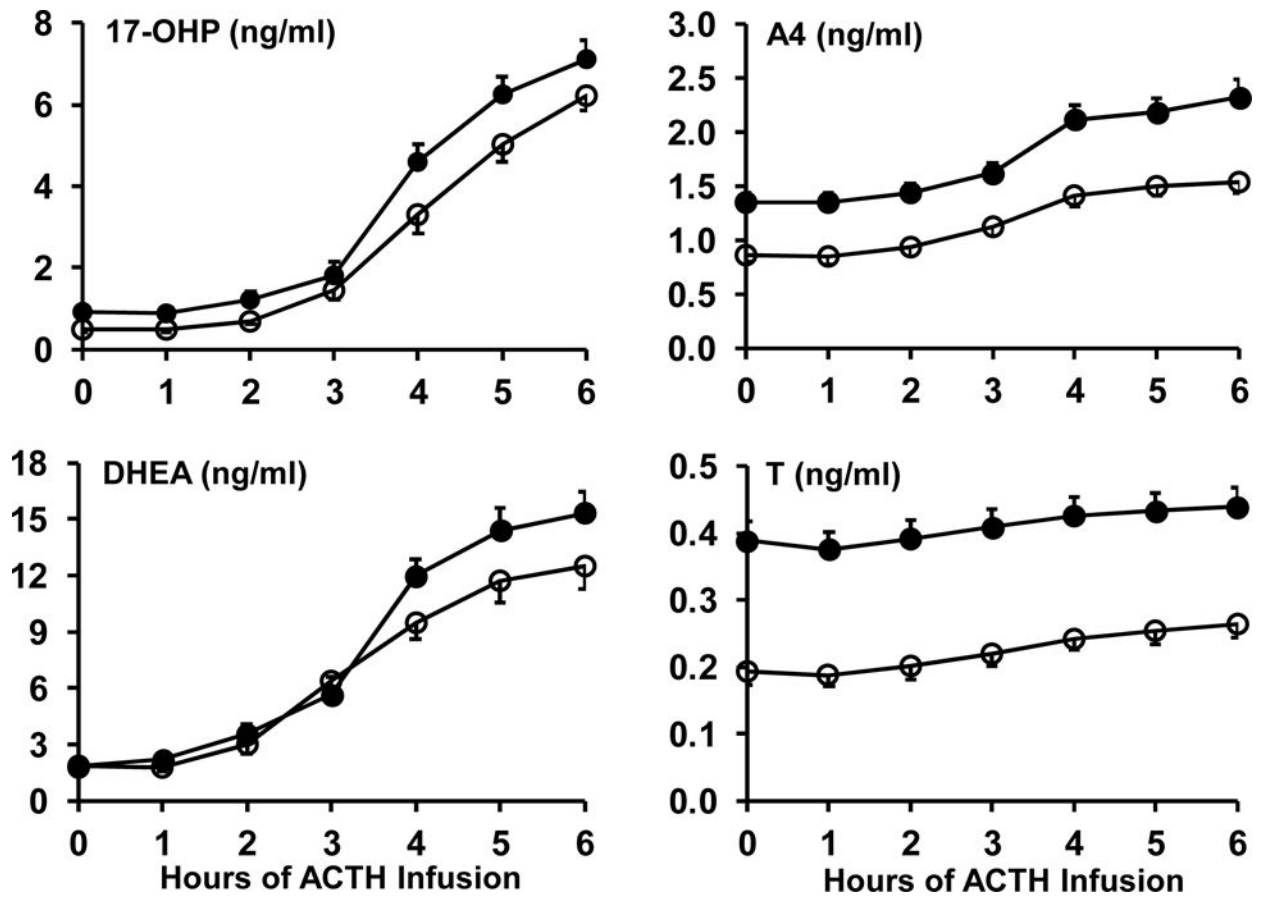 17-OHP (ng/ml)
8
6
4
2
0
0 1 2 3 4 5 6
A4 (ng/ml)
3.0
2.5
2.0
1.5
1.0
0.5
0.0
0 1 2 3 4 5 6
DHEA (ng/ml)
18
15
12
9
6
3
0
0 1 2 3 4 5 6
Hours of ACTH Infusion
T (ng/ml)
0.5
0.4
0.3
0.2
0.1
0.0
0 1 2 3 4 5 6
Hours of ACTH Infusion